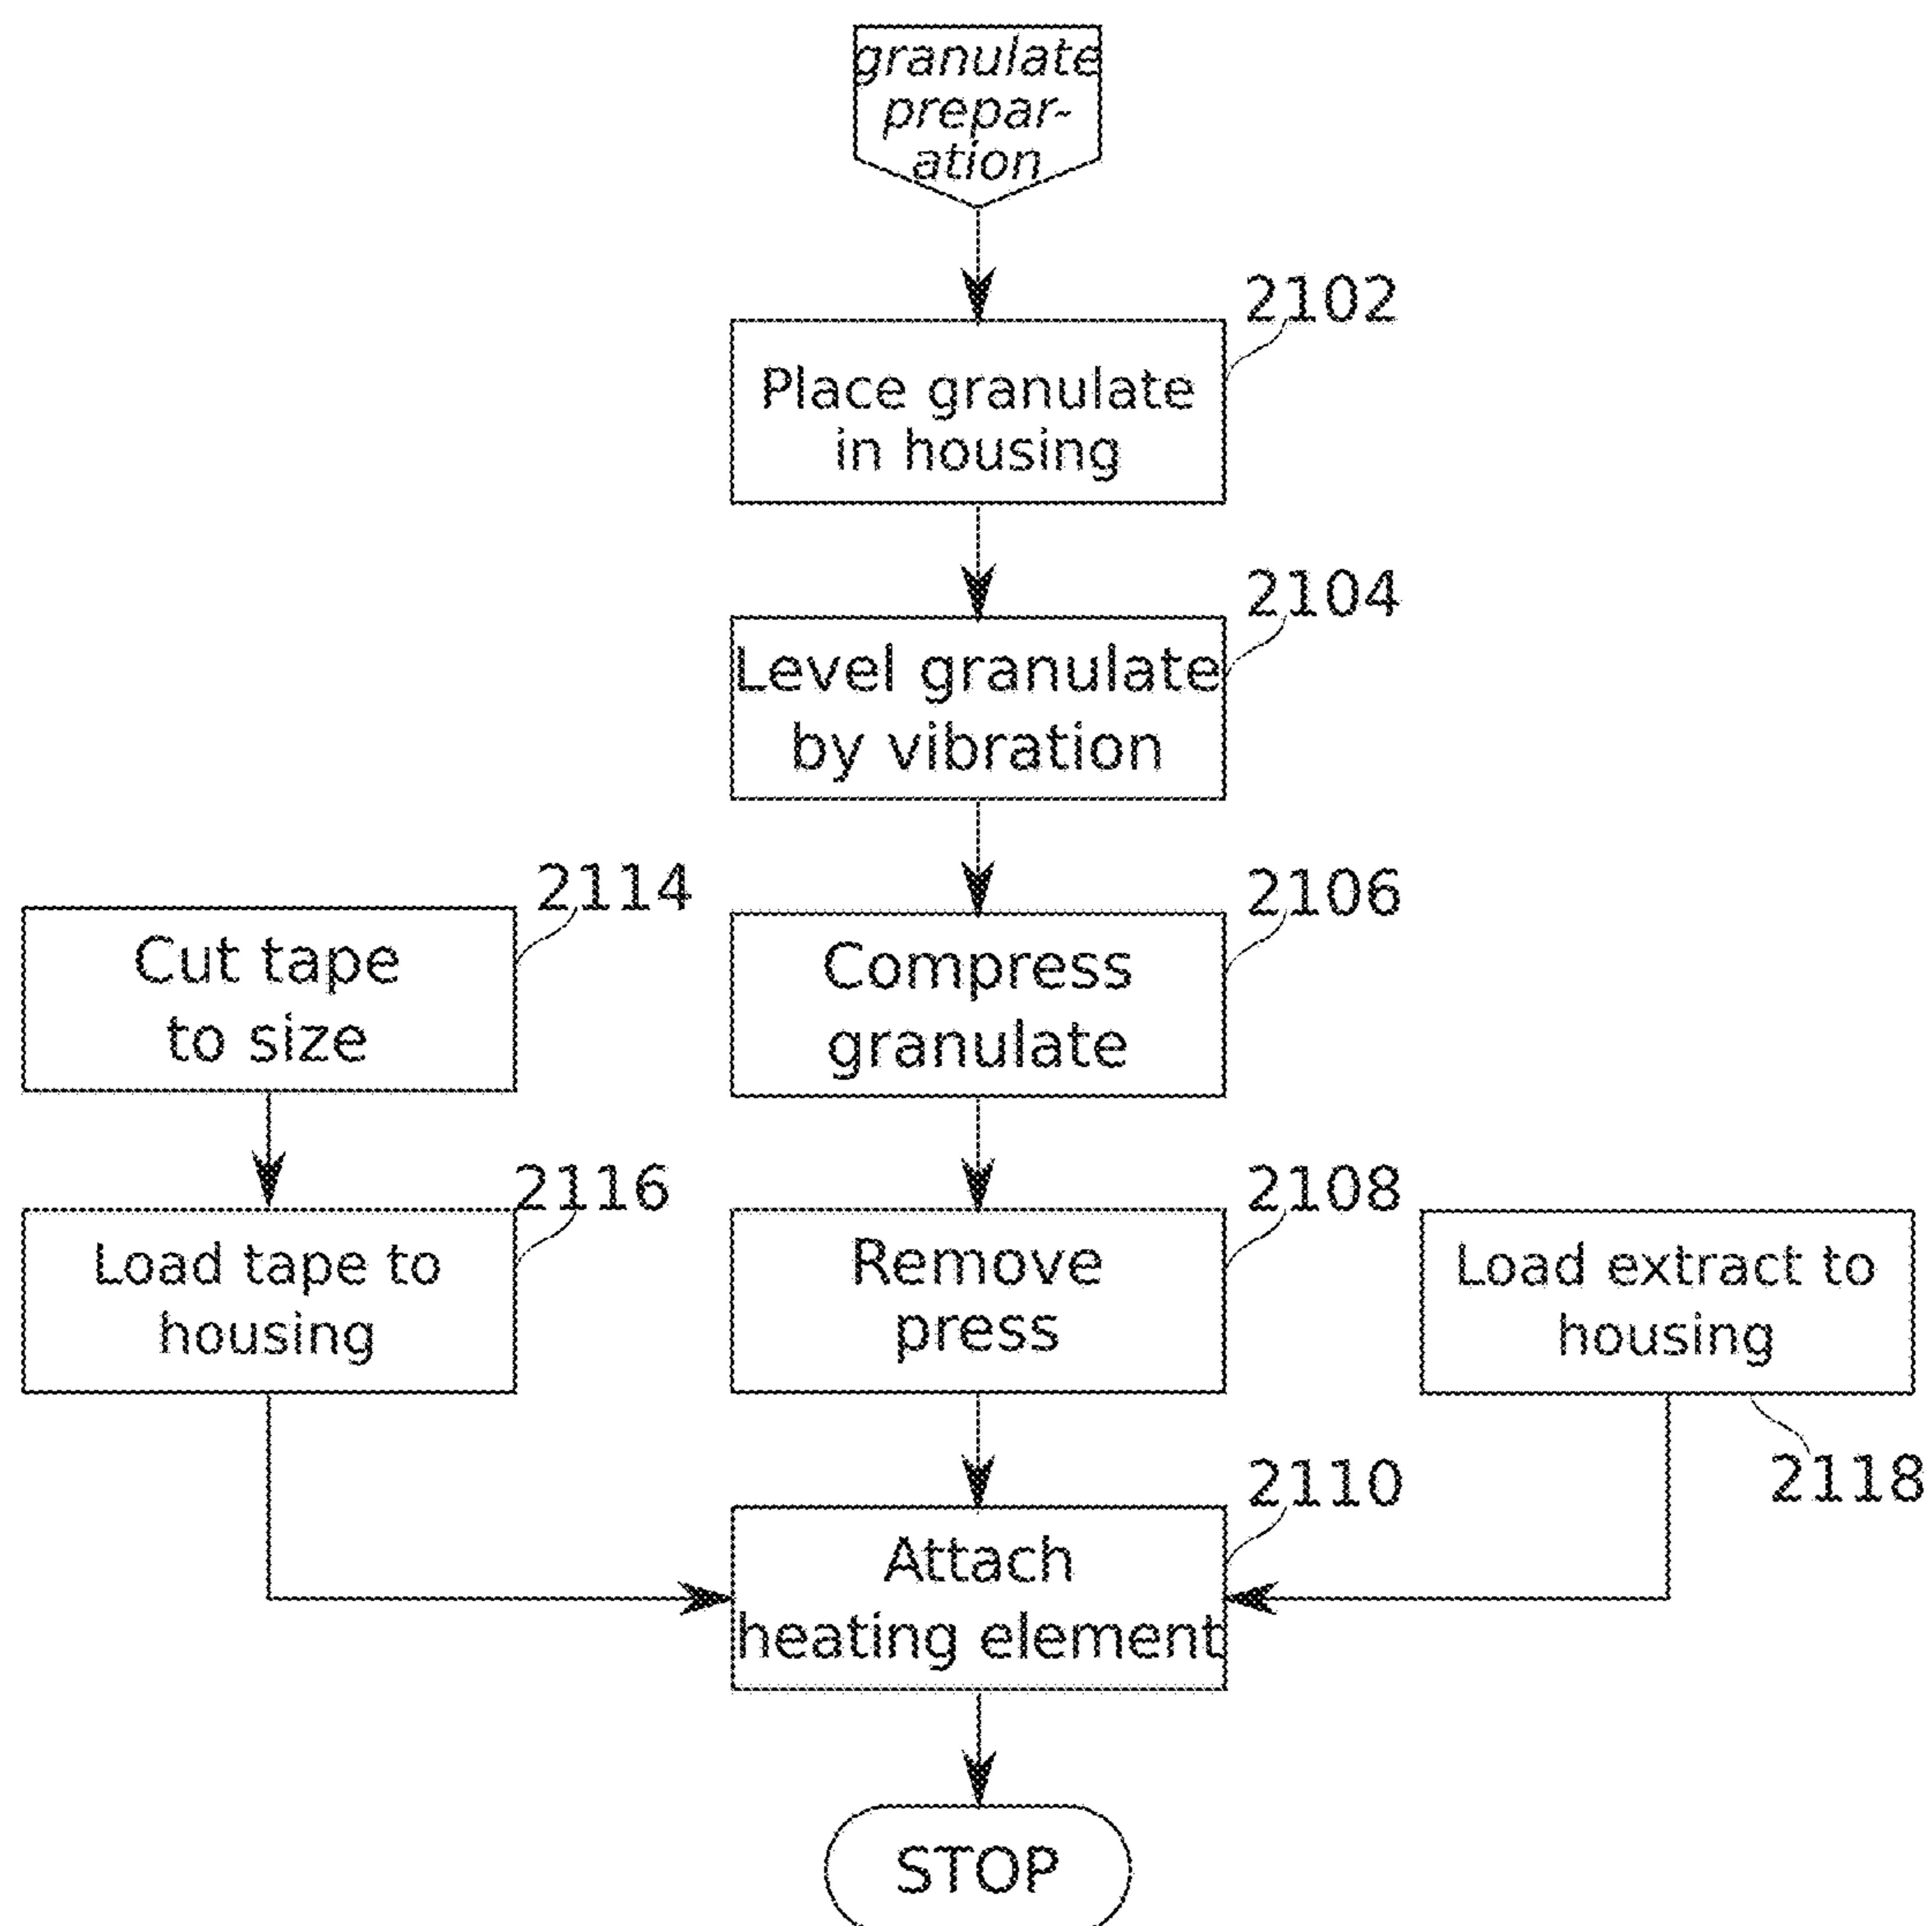 granulate
prepar-
ation
2102
Place granulate
in housing
2104
Level granulate
by vibration
2114
Cut tape
to size
2106
Compress
granulate
2116
Load tape to
housing
2108
Remove
press
Load extract to
housing
2118
2110
Attach
heating element
STOP